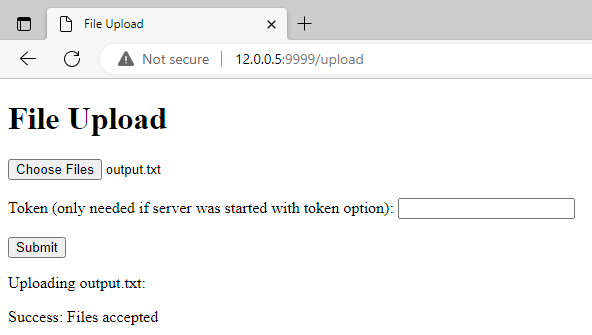 File Upload
Not secure 12.0.0.5:9999/upload
File Upload
Choose Files output.txt
Token (only needed if server was started with token option):
Submit
Uploading output.txt:
Success: Files accepted